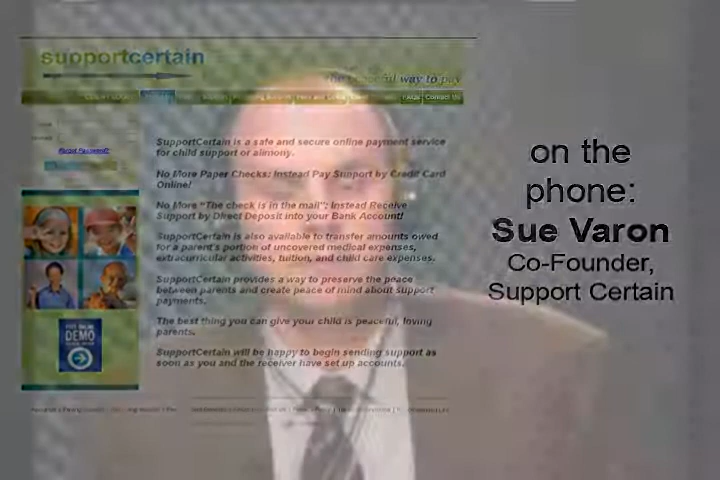 supportcertain
the peaceful way to pay
FAQs Contact Us
Forgot Password?
SupportCertain is a safe and secure online payment service
for child support or alimony.
No More Paper Checks: Instead Pay Support by Credit Card
Online!
No More "The check is in the mail": Instead Receive
Support by Direct Deposit into your Bank Account!
SupportCertain is also available to transfer amounts owed
for a parent's portion of uncovered medical expenses,
extracurricular activities, tuition, and child care expenses.
SupportCertain provides a way to preserve the peace
between parents and create peace of mind about support
payments.
The best thing you can give your child is peaceful, loving
parents.
SupportCertain will be happy to begin sending support as
soon as you and the receiver have set up accounts.
DEMO
on the
phone:
Sue Varon
Co-Founder,
Support Certain